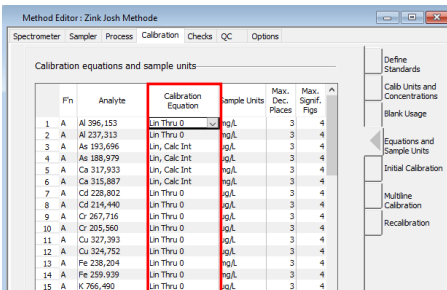 Method Editor : Zink Josh Methode
Spectrometer Sampler Process Calibration Checks QC Options
Calibration equations and sample units
F'n Analyte Calibration Equation Sample Units Max. Dec. Places Max. Signif. Figs
1 A Al 396,153 Lin Thru 0 mg/L 3 4
2 A Al 237,313 Lin Thru 0 mg/L 3 4
3 A As 193,696 Lin, Calc Int ug/L 3 4
4 A As 188,979 Lin, Calc Int ug/L 3 4
5 A Ca 317,933 Lin, Calc Int mg/L 3 4
6 A Ca 315,887 Lin, Calc Int mg/L 3 4
7 A Cd 228,802 Lin Thru 0 ug/L 3 4
8 A Cd 214,440 Lin Thru 0 ug/L 3 4
9 A Cr 267,716 Lin Thru 0 ug/L 3 4
10 A Cr 205,560 Lin Thru 0 ug/L 3 4
11 A Cu 327,393 Lin Thru 0 ug/L 3 4
12 A Cu 324,752 Lin Thru 0 ug/L 3 4
13 A Fe 238,204 Lin Thru 0 mg/L 3 4
14 A Fe 259.939 Lin Thru 0 mg/L 3 4
15 A K 766,490 Lin Thru 0 mg/L 3 4
Define Standards
Calib Units and Concentrations
Blank Usage
Equations and Sample Units
Initial Calibration
Multiline Calibration
Recalibration